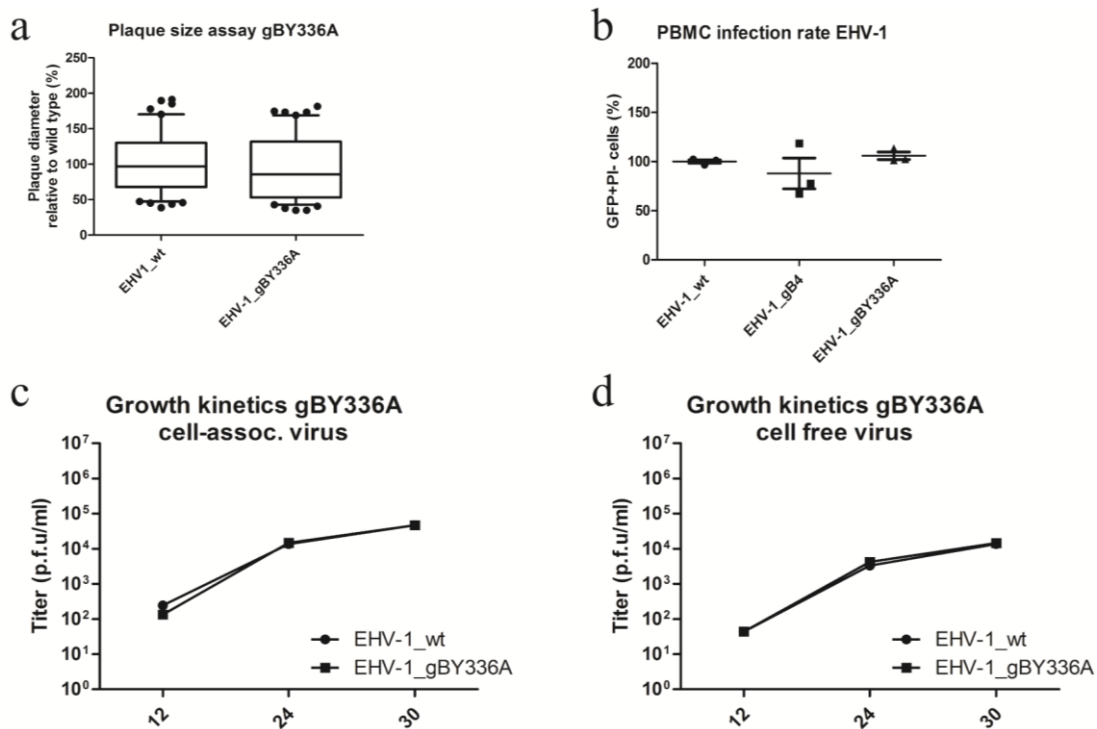 a
Plaque size assay gBY336A
Plaque diameter
relative to wild type (%)
250
200
150
100
50
0
EHV1_wt
EHV-1_gBY336A
b
PBMC infection rate EHV-1
GFP+PI- cells (%)
200
150
100
50
0
EHV-1_wt
EHV-1_gB4
EHV-1_gBY336A
c
Growth kinetics gBY336A
cell-assoc. virus
Titer (p.f.u/ml)
10⁷
10⁶
10⁵
10⁴
10³
10²
10¹
10⁰
EHV-1_wt
EHV-1_gBY336A
12
24
30
d
Growth kinetics gBY336A
cell free virus
Titer (p.f.u/ml)
10⁷
10⁶
10⁵
10⁴
10³
10²
10¹
10⁰
EHV-1_wt
EHV-1_gBY336A
12
24
30